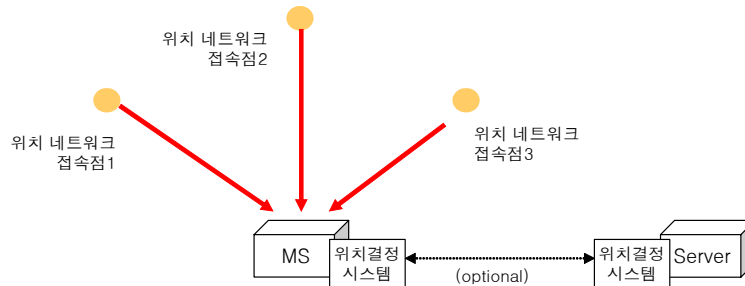 위치 네트워크
접속점2
위치 네트워크
접속점1
위치 네트워크
접속점3
MS
위치결정
시스템
(optional)
위치결정
시스템
Server